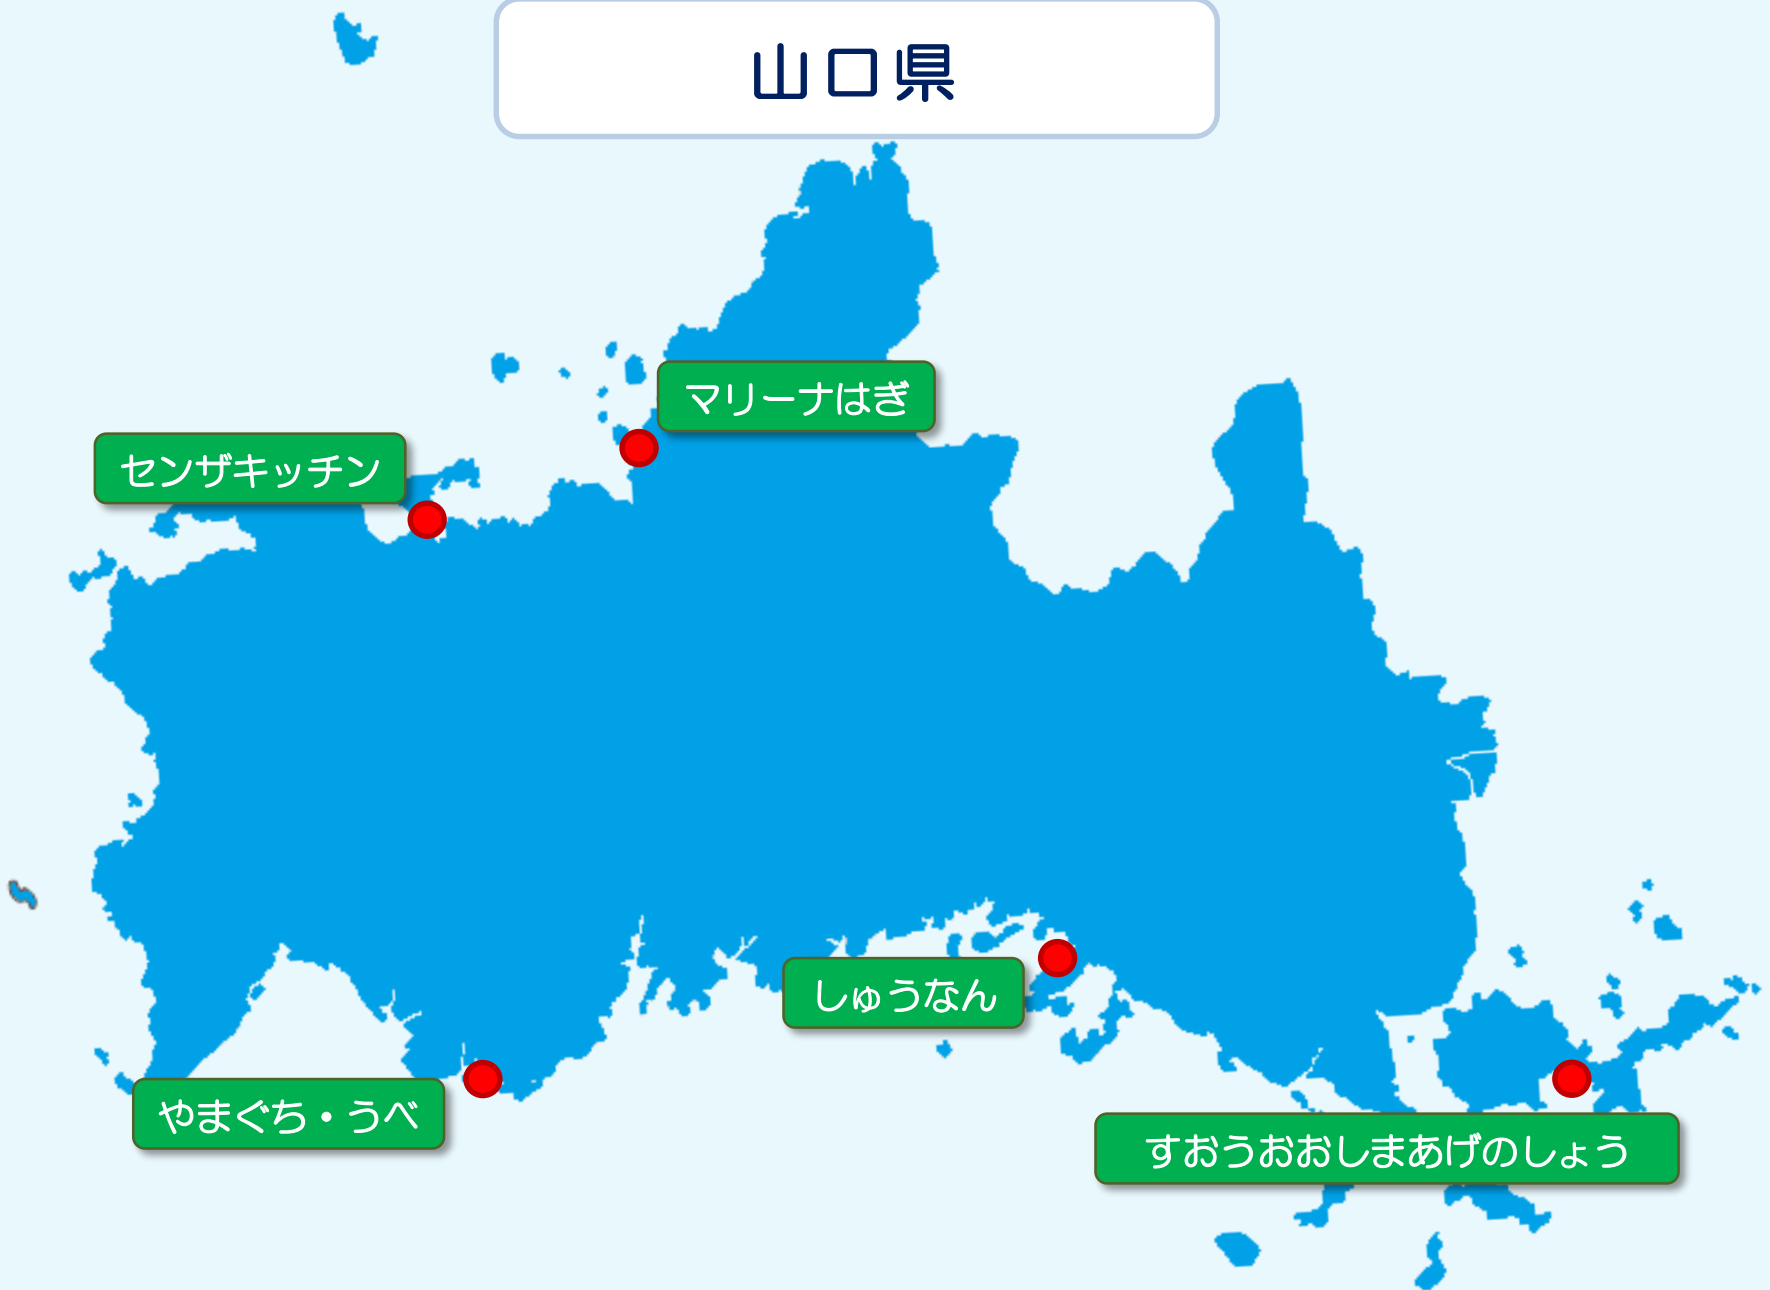 山口県
マリーナはぎ
センザキッチン
しゅうなん
やまぐち・うべ
すおうおおしまあげのしょう